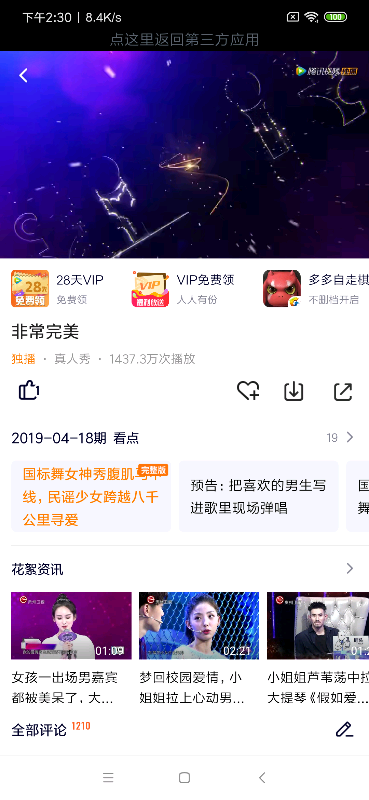 下午2:30 | 8.4K/s
100
点这里返回第三方应用
腾讯视频
28天
免费领
28天VIP
免费领
VIP
福利放送
VIP免费领
人人有份
多多自走棋
不删档开启
非常完美
独播 · 真人秀 · 1437.3万次播放
1
2019-04-18期 看点
19
完整版
国标舞女神秀腹肌马甲
线，民谣少女跨越八千
公里寻爱
预告：把喜欢的男生写
进歌里现场弹唱
国
舞
花絮资讯
01:09
02:21
女孩一出场男嘉宾
都被美呆了，大...
梦回校园爱情，小
姐姐拉上心动男...
小姐姐芦苇荡中拉
大提琴《假如爱...
全部评论 1210